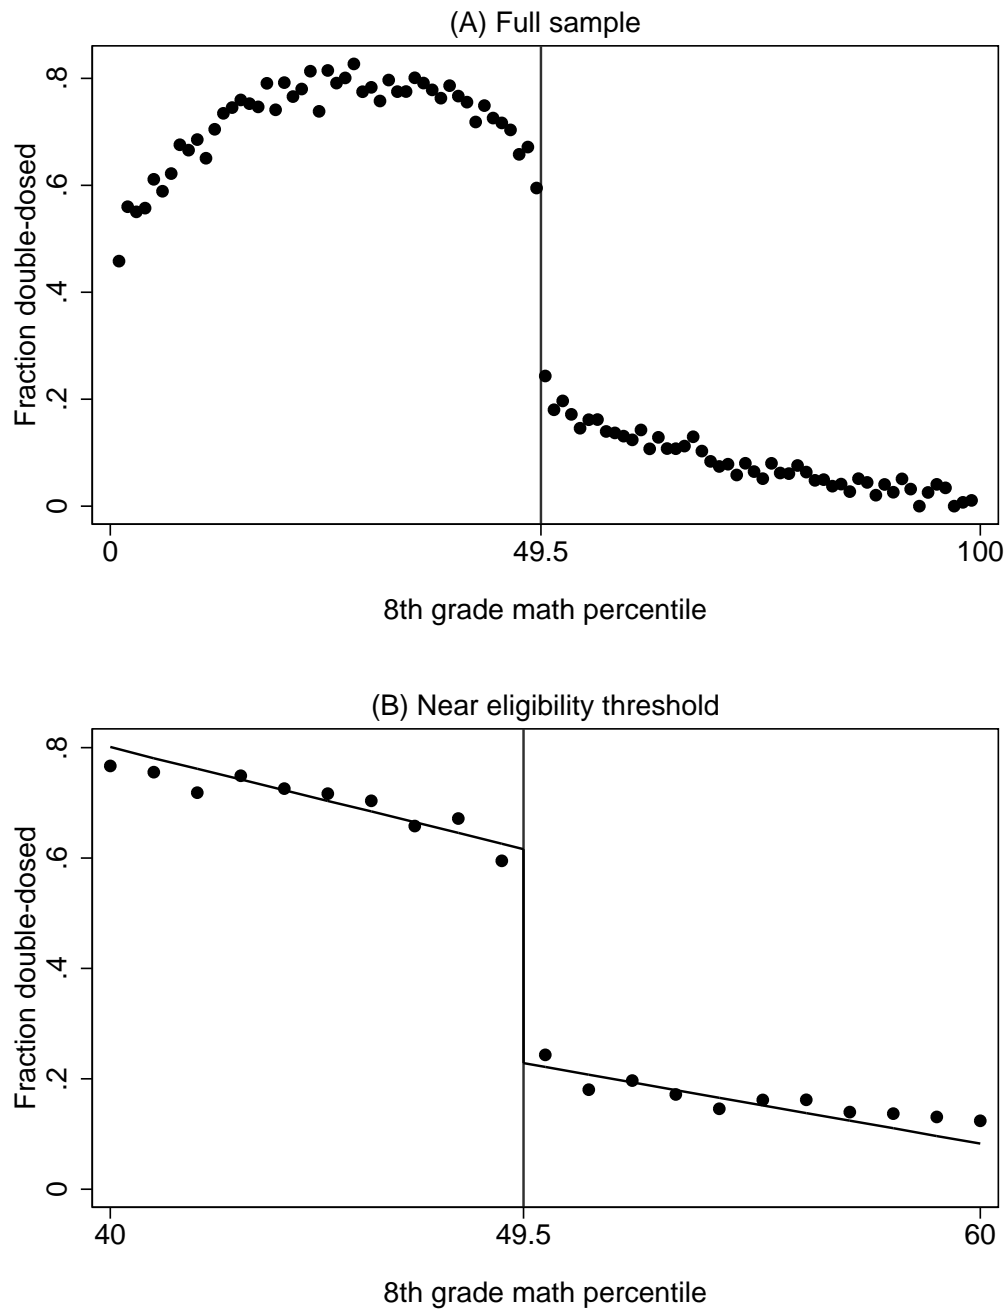 (A) Full sample
Fraction double-dosed
.8
.6
.4
.2
0
0 49.5 100
8th grade math percentile
(B) Near eligibility threshold
Fraction double-dosed
.8
.6
.4
.2
0
40 49.5 60
8th grade math percentile